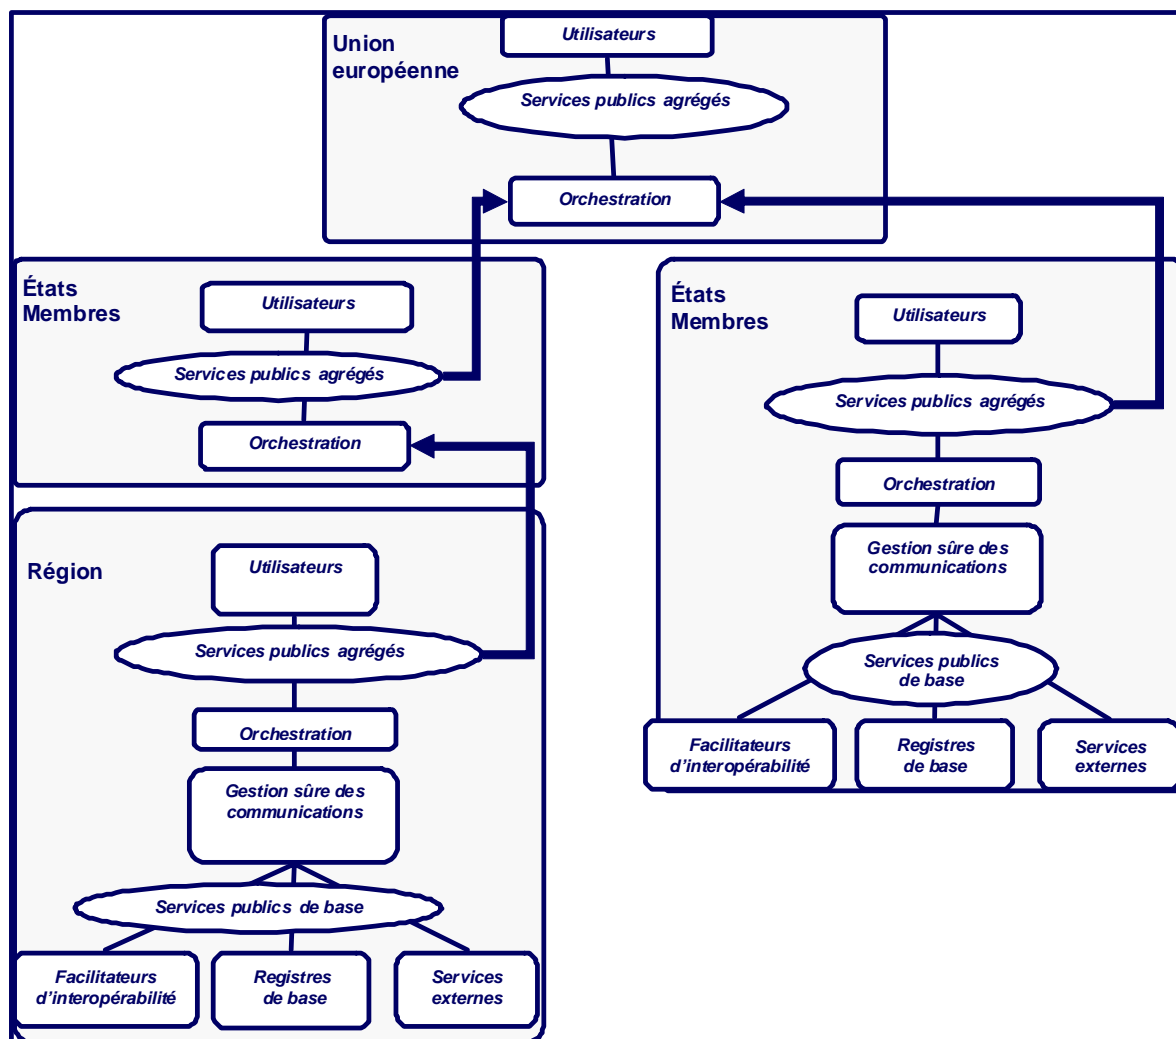 Union
européenne
Utilisateurs
Services publics agrégés
Orchestration
États
Membres
Utilisateurs
Services publics agrégés
Orchestration
Région
Utilisateurs
Services publics agrégés
Orchestration
Gestion sûre des
communications
Services publics de base
Facilitateurs
d'interopérabilité
Registres
de base
Services
externes
États
Membres
Utilisateurs
Services publics agrégés
Orchestration
Gestion sûre des
communications
Services publics
de base
Facilitateurs
d'interopérabilité
Registres
de base
Services
externes